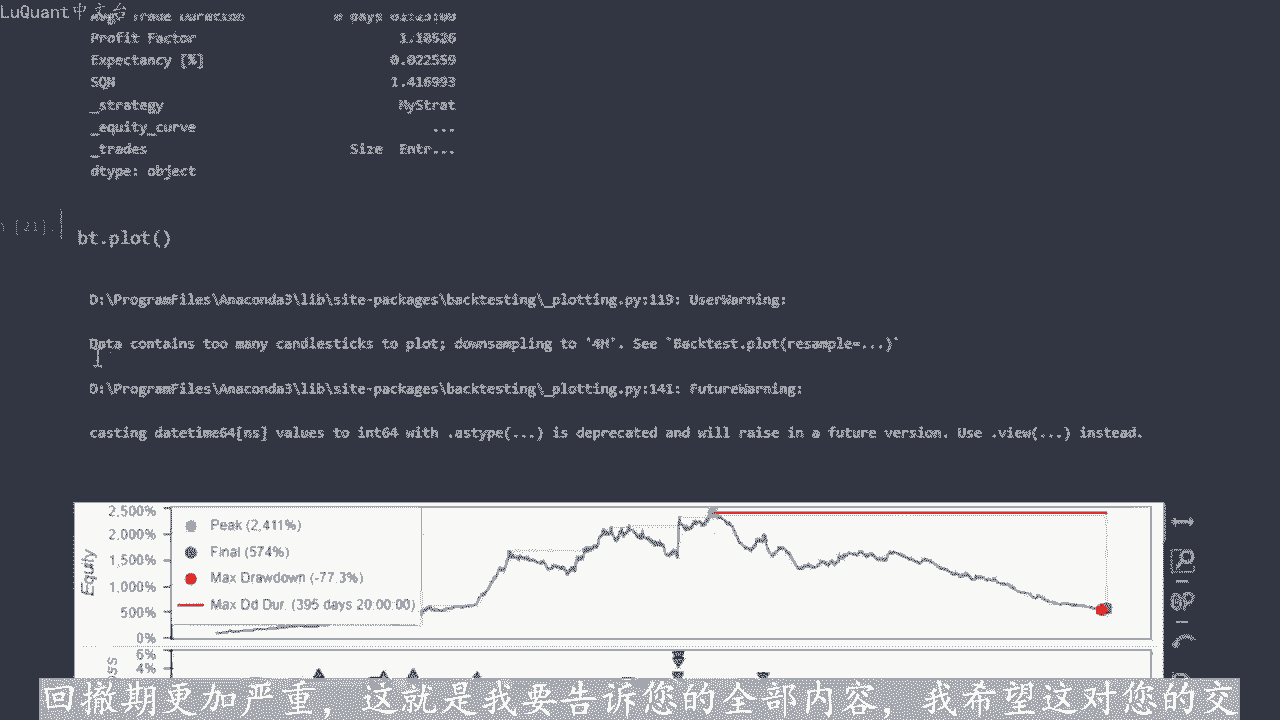 LuQuant中文台
Profit Factor 1.18526
Expectancy [%] 0.022559
SQN 1.416993
_strategy MyStrat
_equity_curve ...
_trades Size Entr...
dtype: object
[21]:
bt.plot()
D:\ProgramFiles\Anaconda3\lib\site-packages\backtesting\_plotting.py:119: UserWarning:
Data contains too many candlesticks to plot; downsampling to '4H'. See `Backtest.plot(resample=...)`
D:\ProgramFiles\Anaconda3\lib\site-packages\backtesting\_plotting.py:141: FutureWarning:
casting datetime64[ns] values to int64 with .astype(...) is deprecated and will raise in a future version. Use .view(...) instead.
2,500%
2,000%
1,500%
1,000%
500%
0%
Equity
Peak (2,411%)
Final (574%)
Max Drawdown (-77.3%)
Max Dd Dur. (395 days 20:00:00)
6%
4%
回撤期更加严重，这就是我要告诉您的全部内容，我希望这对您的交